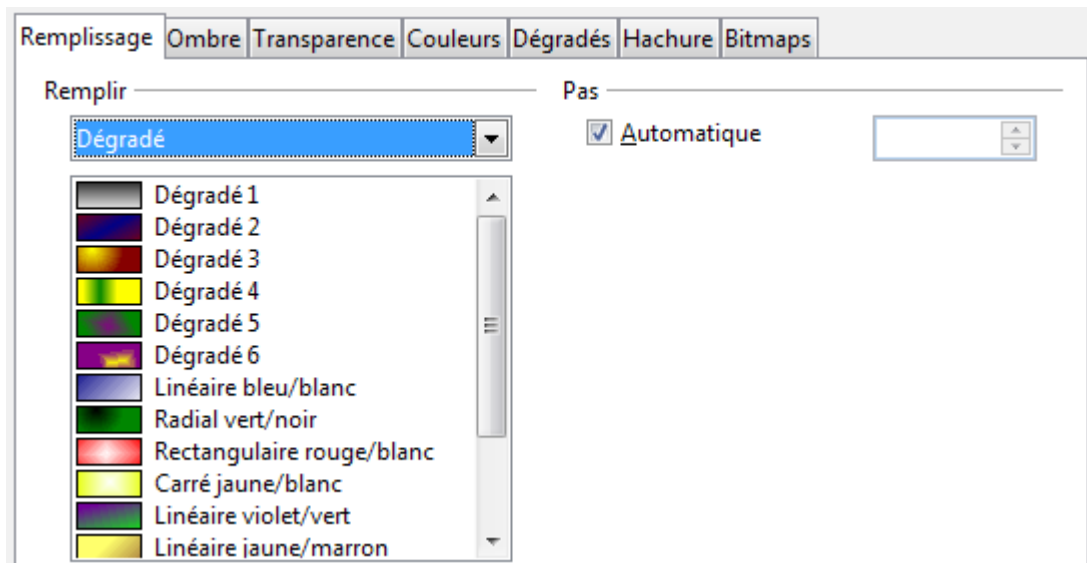 Remplissage Ombre Transparence Couleurs Dégradés Hachure Bitmaps
Remplir
Pas
Dégradé
Automatique
Dégradé 1
Dégradé 2
Dégradé 3
Dégradé 4
Dégradé 5
Dégradé 6
Linéaire bleu/blanc
Radial vert/noir
Rectangulaire rouge/blanc
Carré jaune/blanc
Linéaire violet/vert
Linéaire jaune/marron